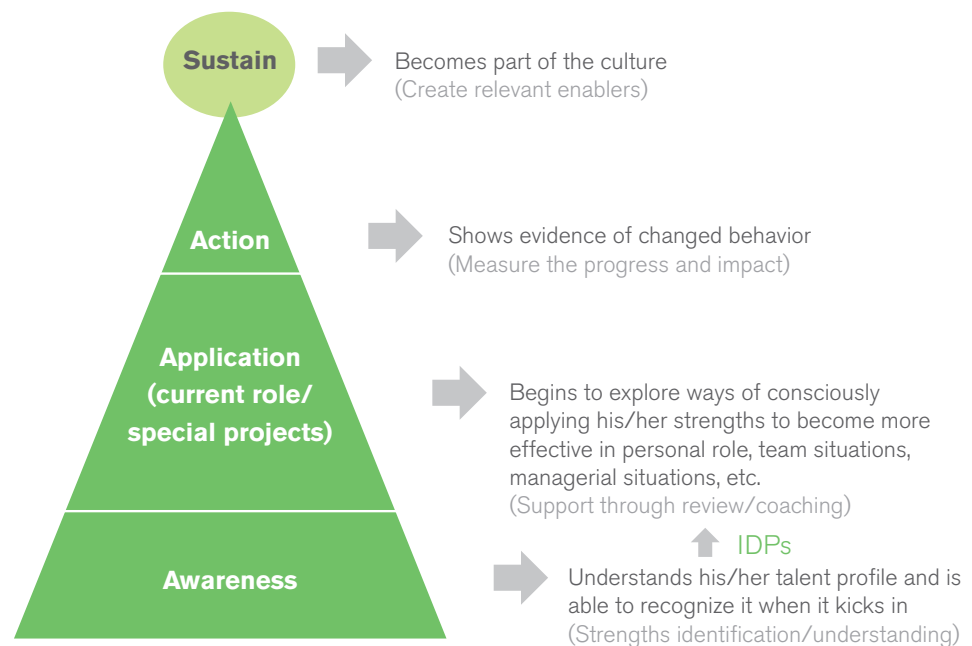 Sustain
Becomes part of the culture
(Create relevant enablers)
Action
Shows evidence of changed behavior
(Measure the progress and impact)
Application
(current role/
special projects)
Begins to explore ways of consciously
applying his/her strengths to become more
effective in personal role, team situations,
managerial situations, etc.
(Support through review/coaching)
IDPs
Awareness
Understands his/her talent profile and is
able to recognize it when it kicks in
(Strengths identification/understanding)